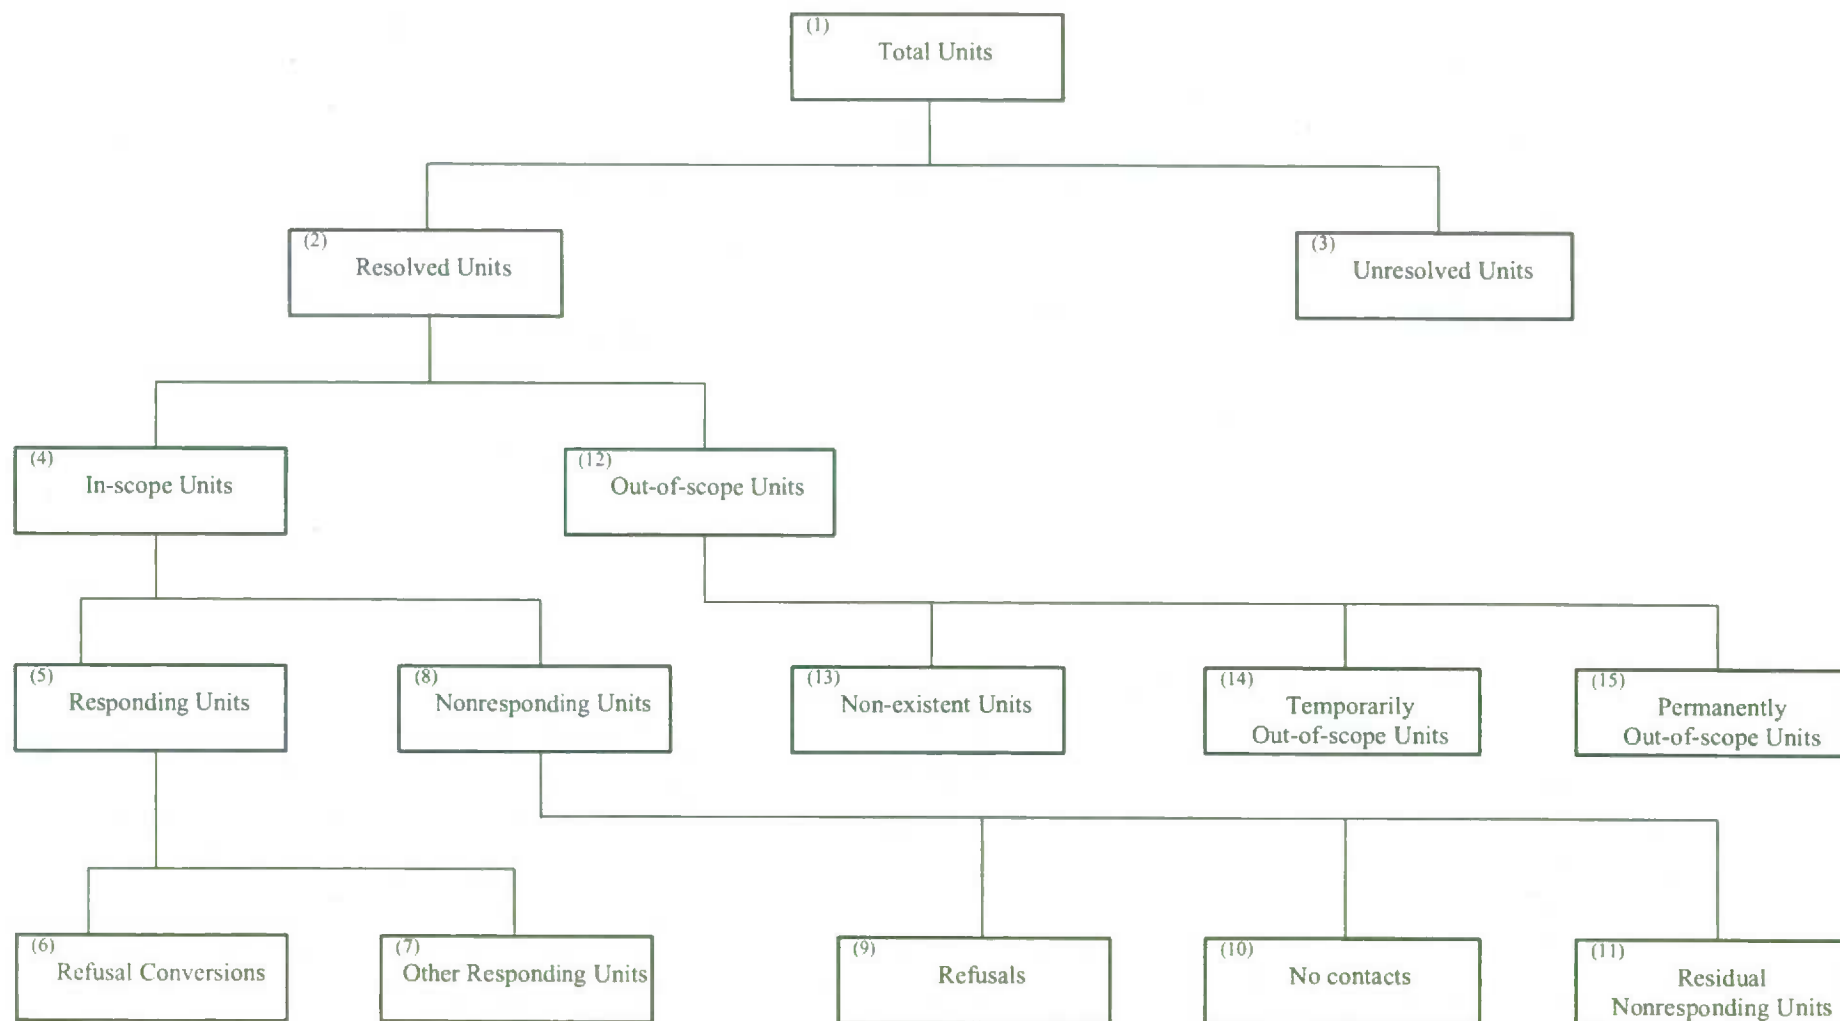 (1)
Total Units
(2)
Resolved Units
(3)
Unresolved Units
(4)
In-scope Units
(12)
Out-of-scope Units
(5)
Responding Units
(8)
Nonresponding Units
(13)
Non-existent Units
(14)
Temporarily
Out-of-scope Units
(15)
Permanently
Out-of-scope Units
(6)
Refusal Conversions
(7)
Other Responding Units
(9)
Refusals
(10)
No contacts
(11)
Residual
Nonresponding Units